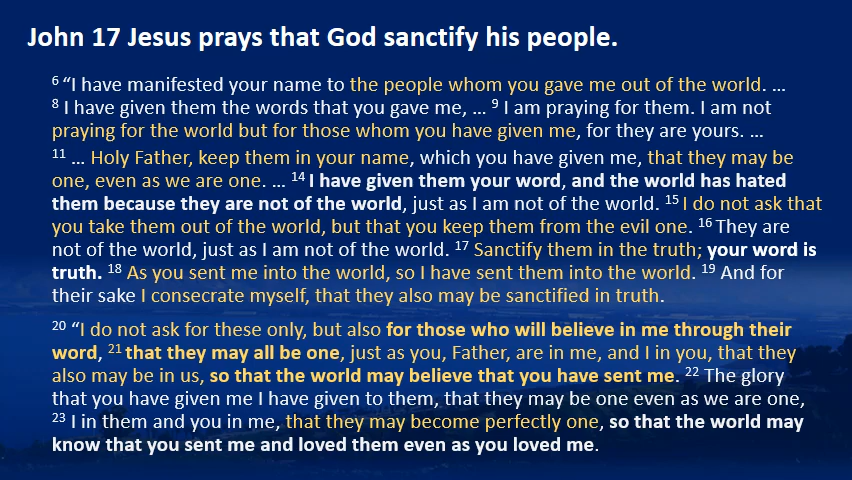 John 17 Jesus prays that God sanctify his people.
6 “I have manifested your name to the people whom you gave me out of the world. …
8 I have given them the words that you gave me, … 9 I am praying for them. I am not
praying for the world but for those whom you have given me, for they are yours. …
11 … Holy Father, keep them in your name, which you have given me, that they may be
one, even as we are one. … 14 I have given them your word, and the world has hated
them because they are not of the world, just as I am not of the world. 15 I do not ask that
you take them out of the world, but that you keep them from the evil one. 16 They are
not of the world, just as I am not of the world. 17 Sanctify them in the truth; your word is
truth. 18 As you sent me into the world, so I have sent them into the world. 19 And for
their sake I consecrate myself, that they also may be sanctified in truth.
20 “I do not ask for these only, but also for those who will believe in me through their
word, 21 that they may all be one, just as you, Father, are in me, and I in you, that they
also may be in us, so that the world may believe that you have sent me. 22 The glory
that you have given me I have given to them, that they may be one even as we are one,
23 I in them and you in me, that they may become perfectly one, so that the world may
know that you sent me and loved them even as you loved me.